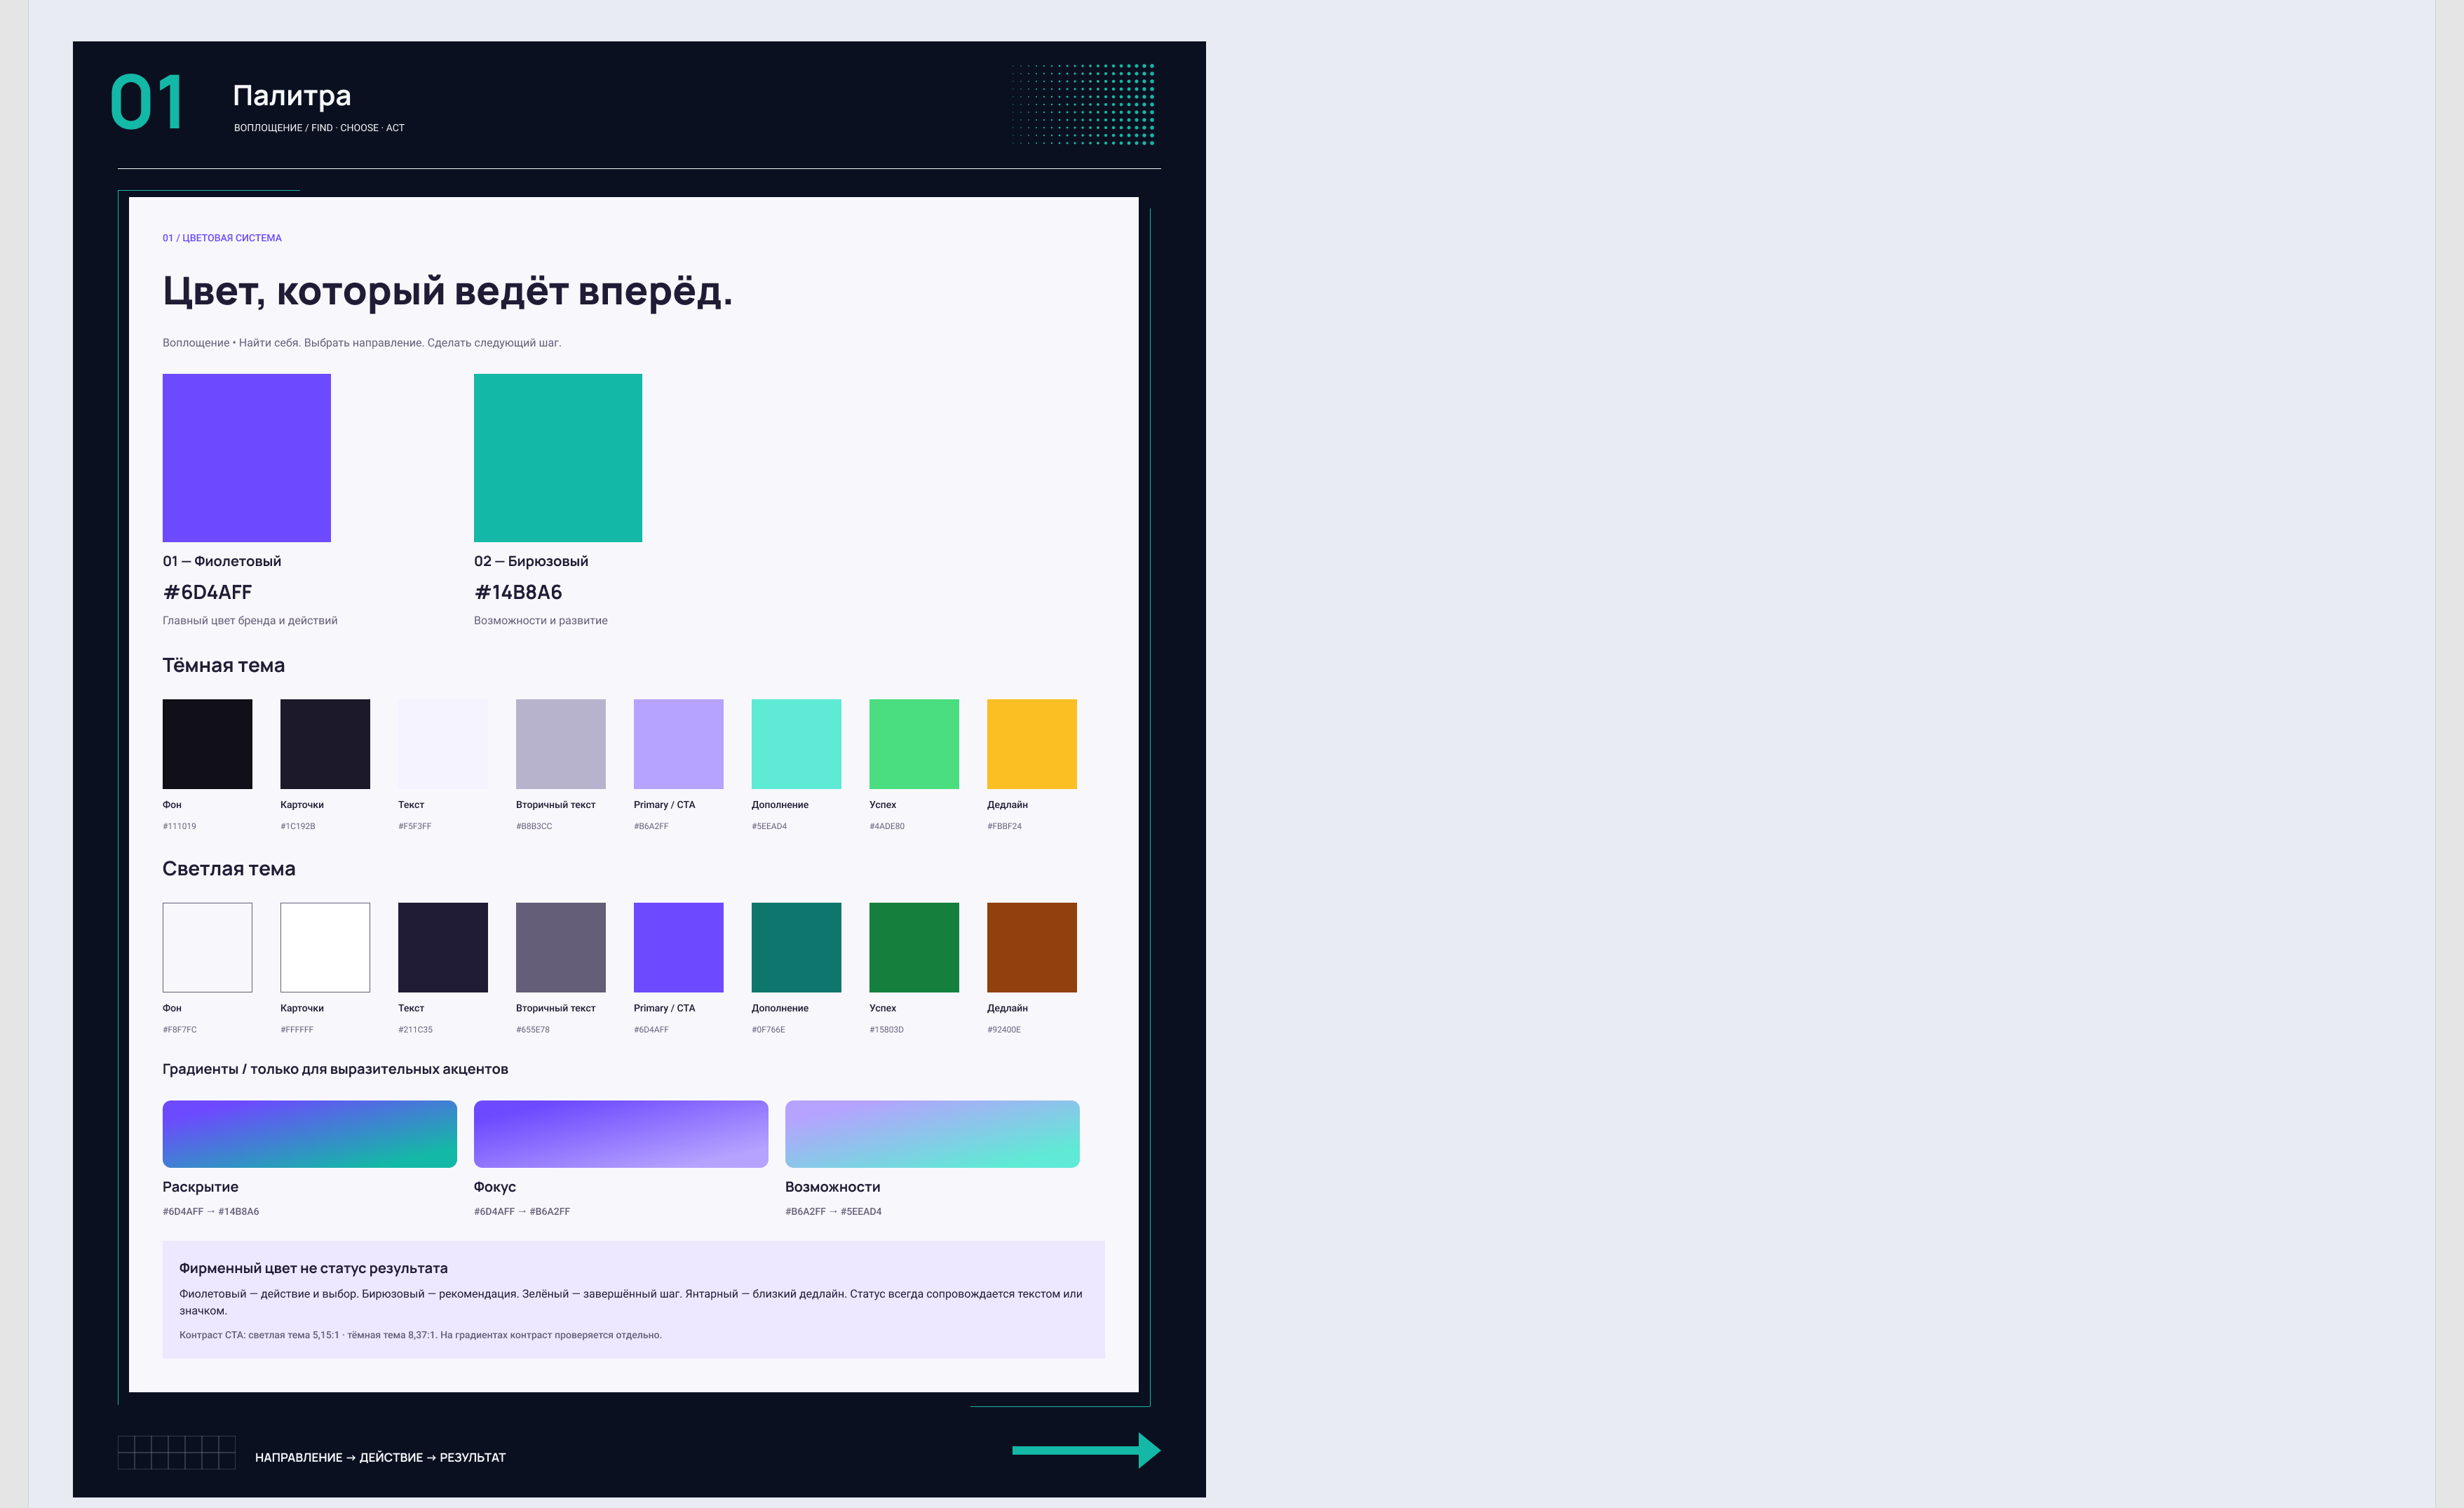 01
Палитра
ВОПЛОЩЕНИЕ / FIND · CHOOSE · ACT
01 / ЦВЕТОВАЯ СИСТЕМА
Цвет, который ведёт вперёд.
Воплощение • Найти себя. Выбрать направление. Сделать следующий шаг.
01 — Фиолетовый
#6D4AFF
Главный цвет бренда и действий
02 — Бирюзовый
#14B8A6
Возможности и развитие
Тёмная тема
Фон Карточки Текст Вторичный текст Primary / CTA Дополнение Успех Дедлайн
#111019 #1C192B #F5F3FF #B8B3CC #B6A2FF #5EEAD4 #4ADE80 #FBBF24
Светлая тема
Фон Карточки Текст Вторичный текст Primary / CTA Дополнение Успех Дедлайн
#F8F7FC #FFFFFF #211C35 #655E78 #6D4AFF #0F766E #15803D #92400E
Градиенты / только для выразительных акцентов
Раскрытие
#6D4AFF → #14B8A6
Фокус
#6D4AFF → #B6A2FF
Возможности
#B6A2FF → #5EEAD4
Фирменный цвет не статус результата
Фиолетовый — действие и выбор. Бирюзовый — рекомендация. Зелёный — завершённый шаг. Янтарный — близкий дедлайн. Статус всегда сопровождается текстом или
значком.
Контраст CTA: светлая тема 5,15:1 · тёмная тема 8,37:1. На градиентах контраст проверяется отдельно.
НАПРАВЛЕНИЕ → ДЕЙСТВИЕ → РЕЗУЛЬТАТ